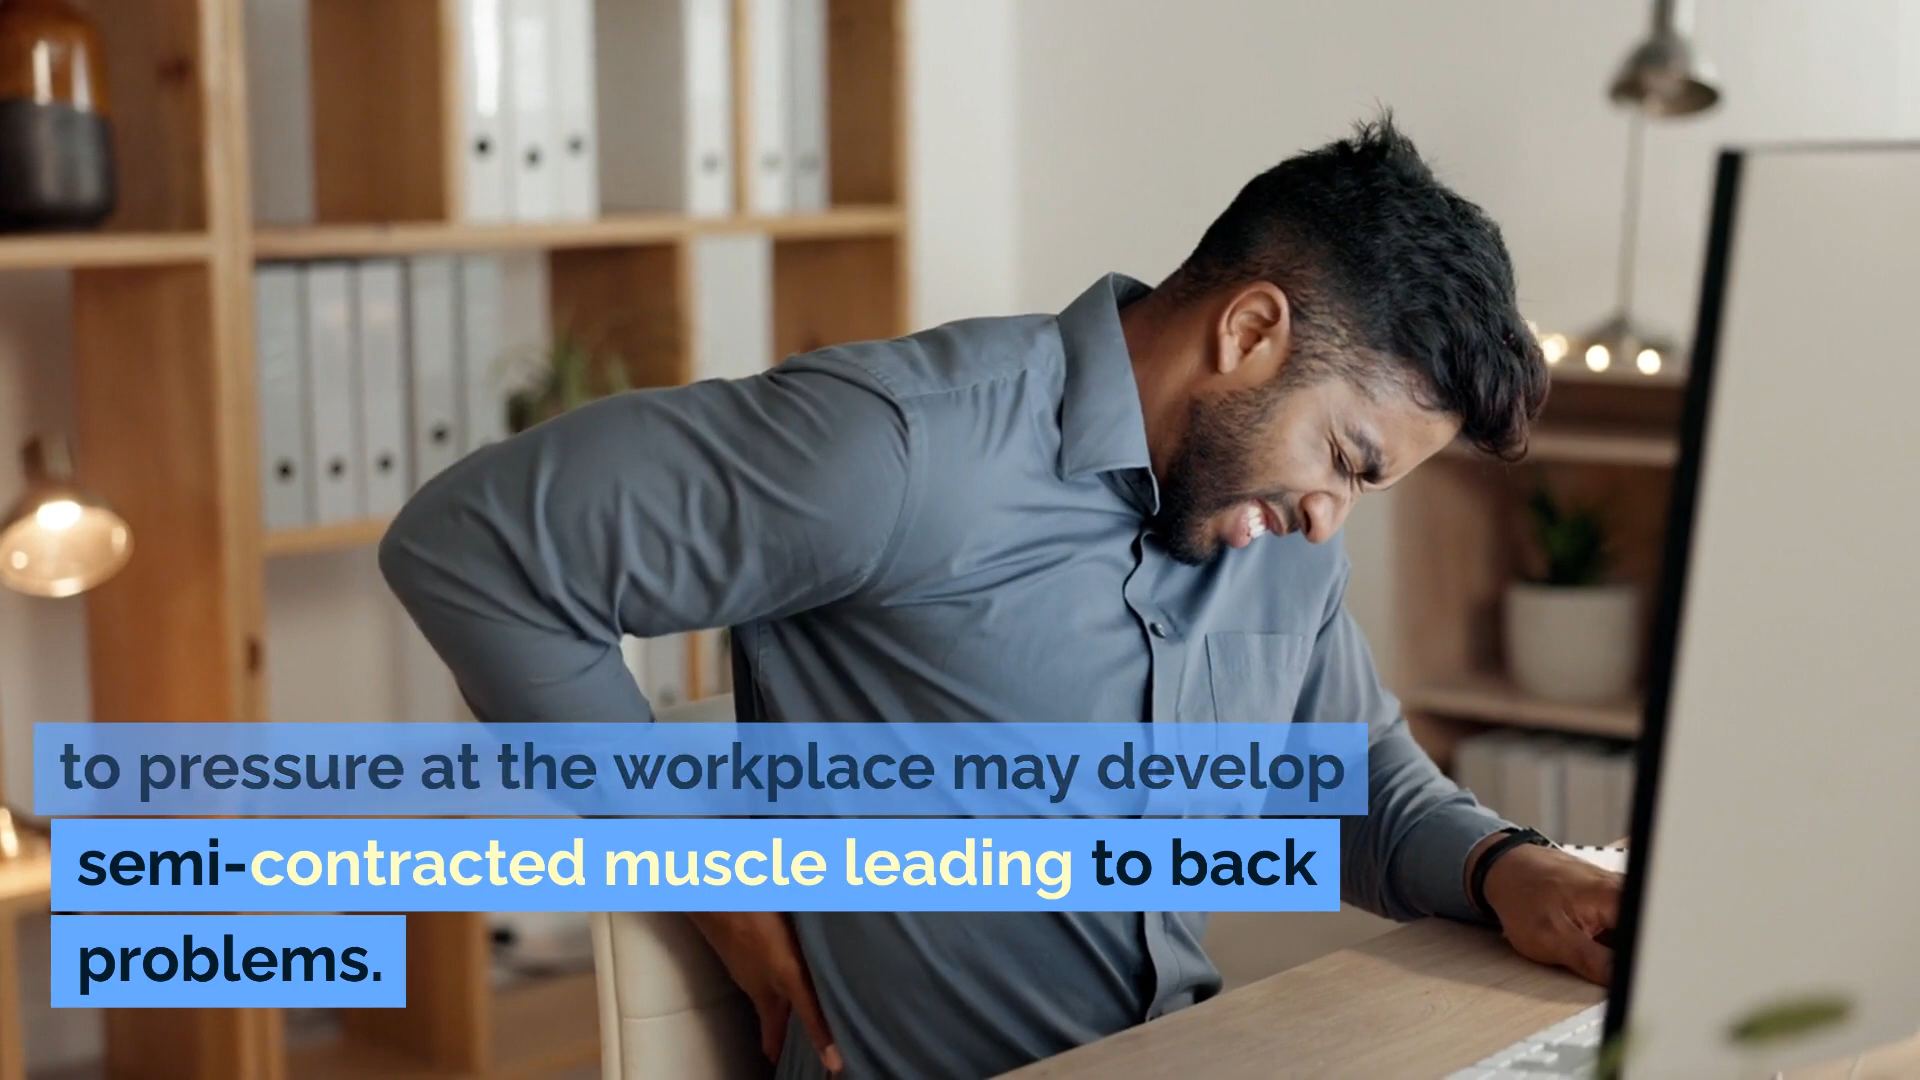 to pressure at the workplace may develop
semi-contracted muscle leading to back
problems.